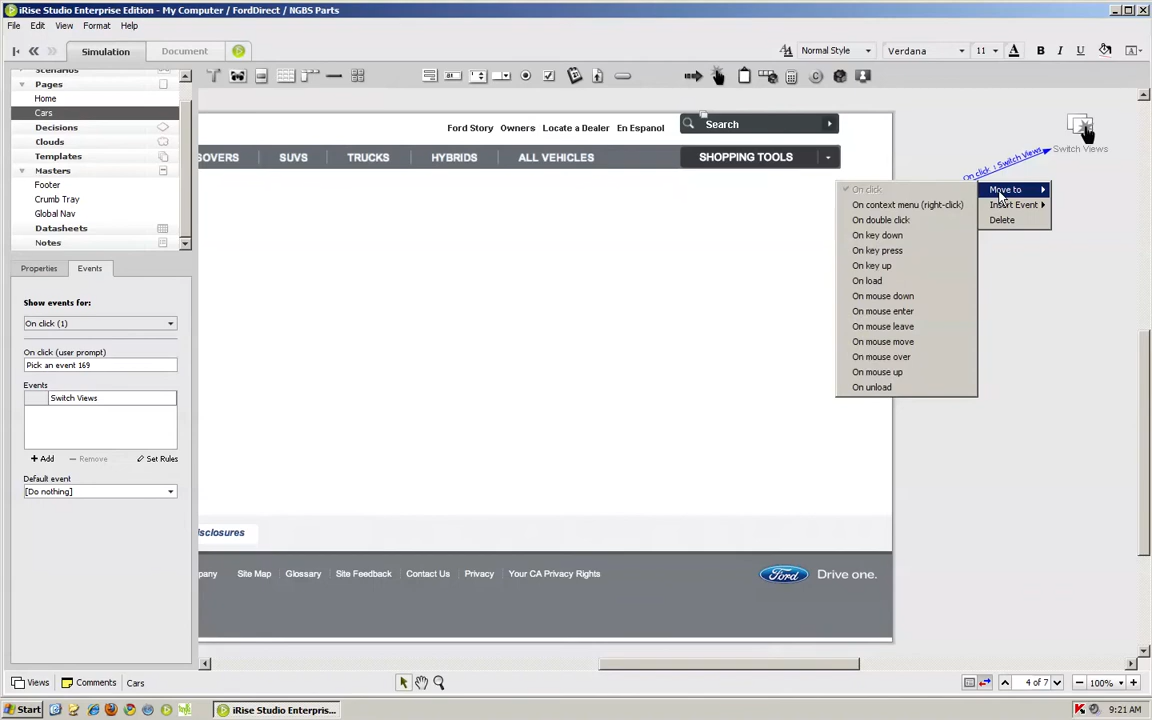 iRise Studio Enterprise Edition - My Computer / FordDirect / NGBS Parts
File Edit View Format Help
Simulation Document
Normal Style Verdana 11 B I U A
Scenarios
Pages
Home
Cars
Decisions
Clouds
Templates
Masters
Footer
Crumb Tray
Global Nav
Datasheets
Notes
Properties Events
Show events for:
On click (1)
On click (user prompt)
Pick an event 169
Events
Switch Views
Add Remove Set Rules
Default event
[Do nothing]
Ford Story Owners Locate a Dealer En Espanol Search
SOVERS SUVS TRUCKS HYBRIDS ALL VEHICLES SHOPPING TOOLS
On click : Switch Views
Switch Views
Move to
Insert Event
Delete
On click
On context menu (right-click)
On double click
On key down
On key press
On key up
On load
On mouse down
On mouse enter
On mouse leave
On mouse move
On mouse over
On mouse up
On unload
isclosures
pany Site Map Glossary Site Feedback Contact Us Privacy Your CA Privacy Rights Ford Drive one.
Views Comments Cars 4 of 7 100%
Start iRise Studio Enterpris... 9:21 AM